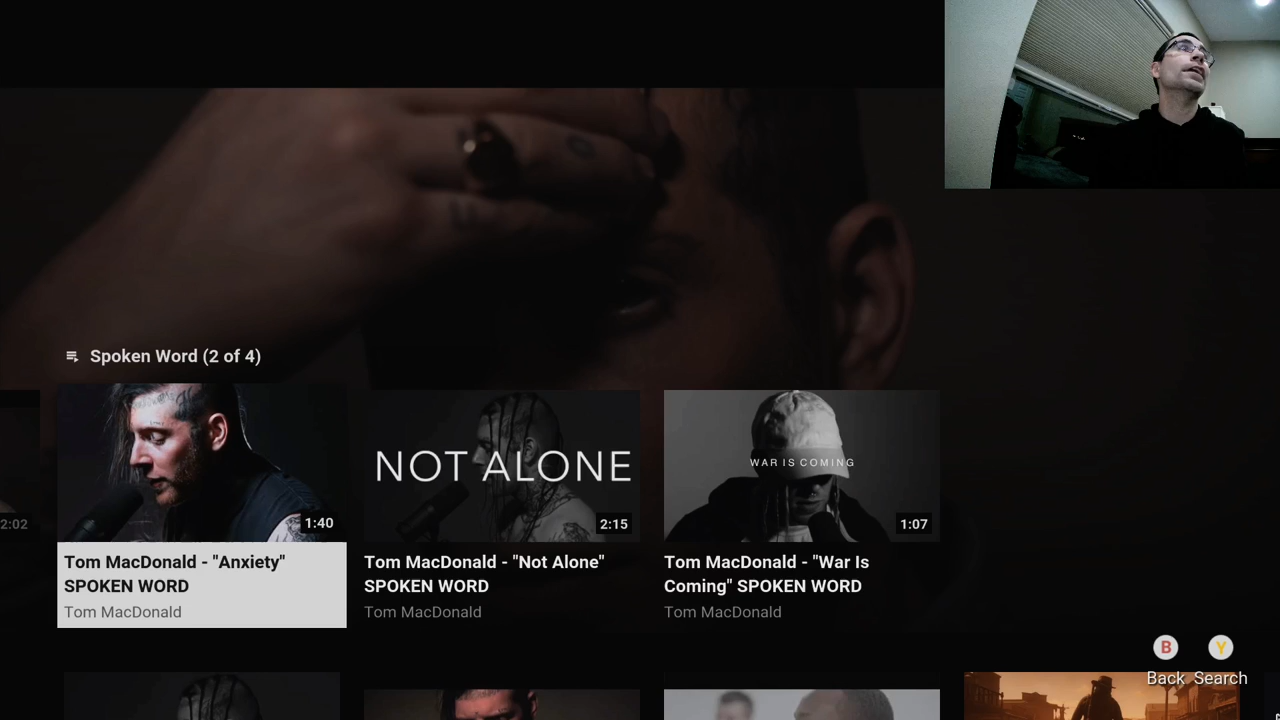 Spoken Word (2 of 4)
2:02
1:40
NOT ALONE
2:15
WAR IS COMING
1:07
Tom MacDonald - "Anxiety"
SPOKEN WORD
Tom MacDonald
Tom MacDonald - "Not Alone"
SPOKEN WORD
Tom MacDonald
Tom MacDonald - "War Is
Coming" SPOKEN WORD
Tom MacDonald
B Y
Back Search